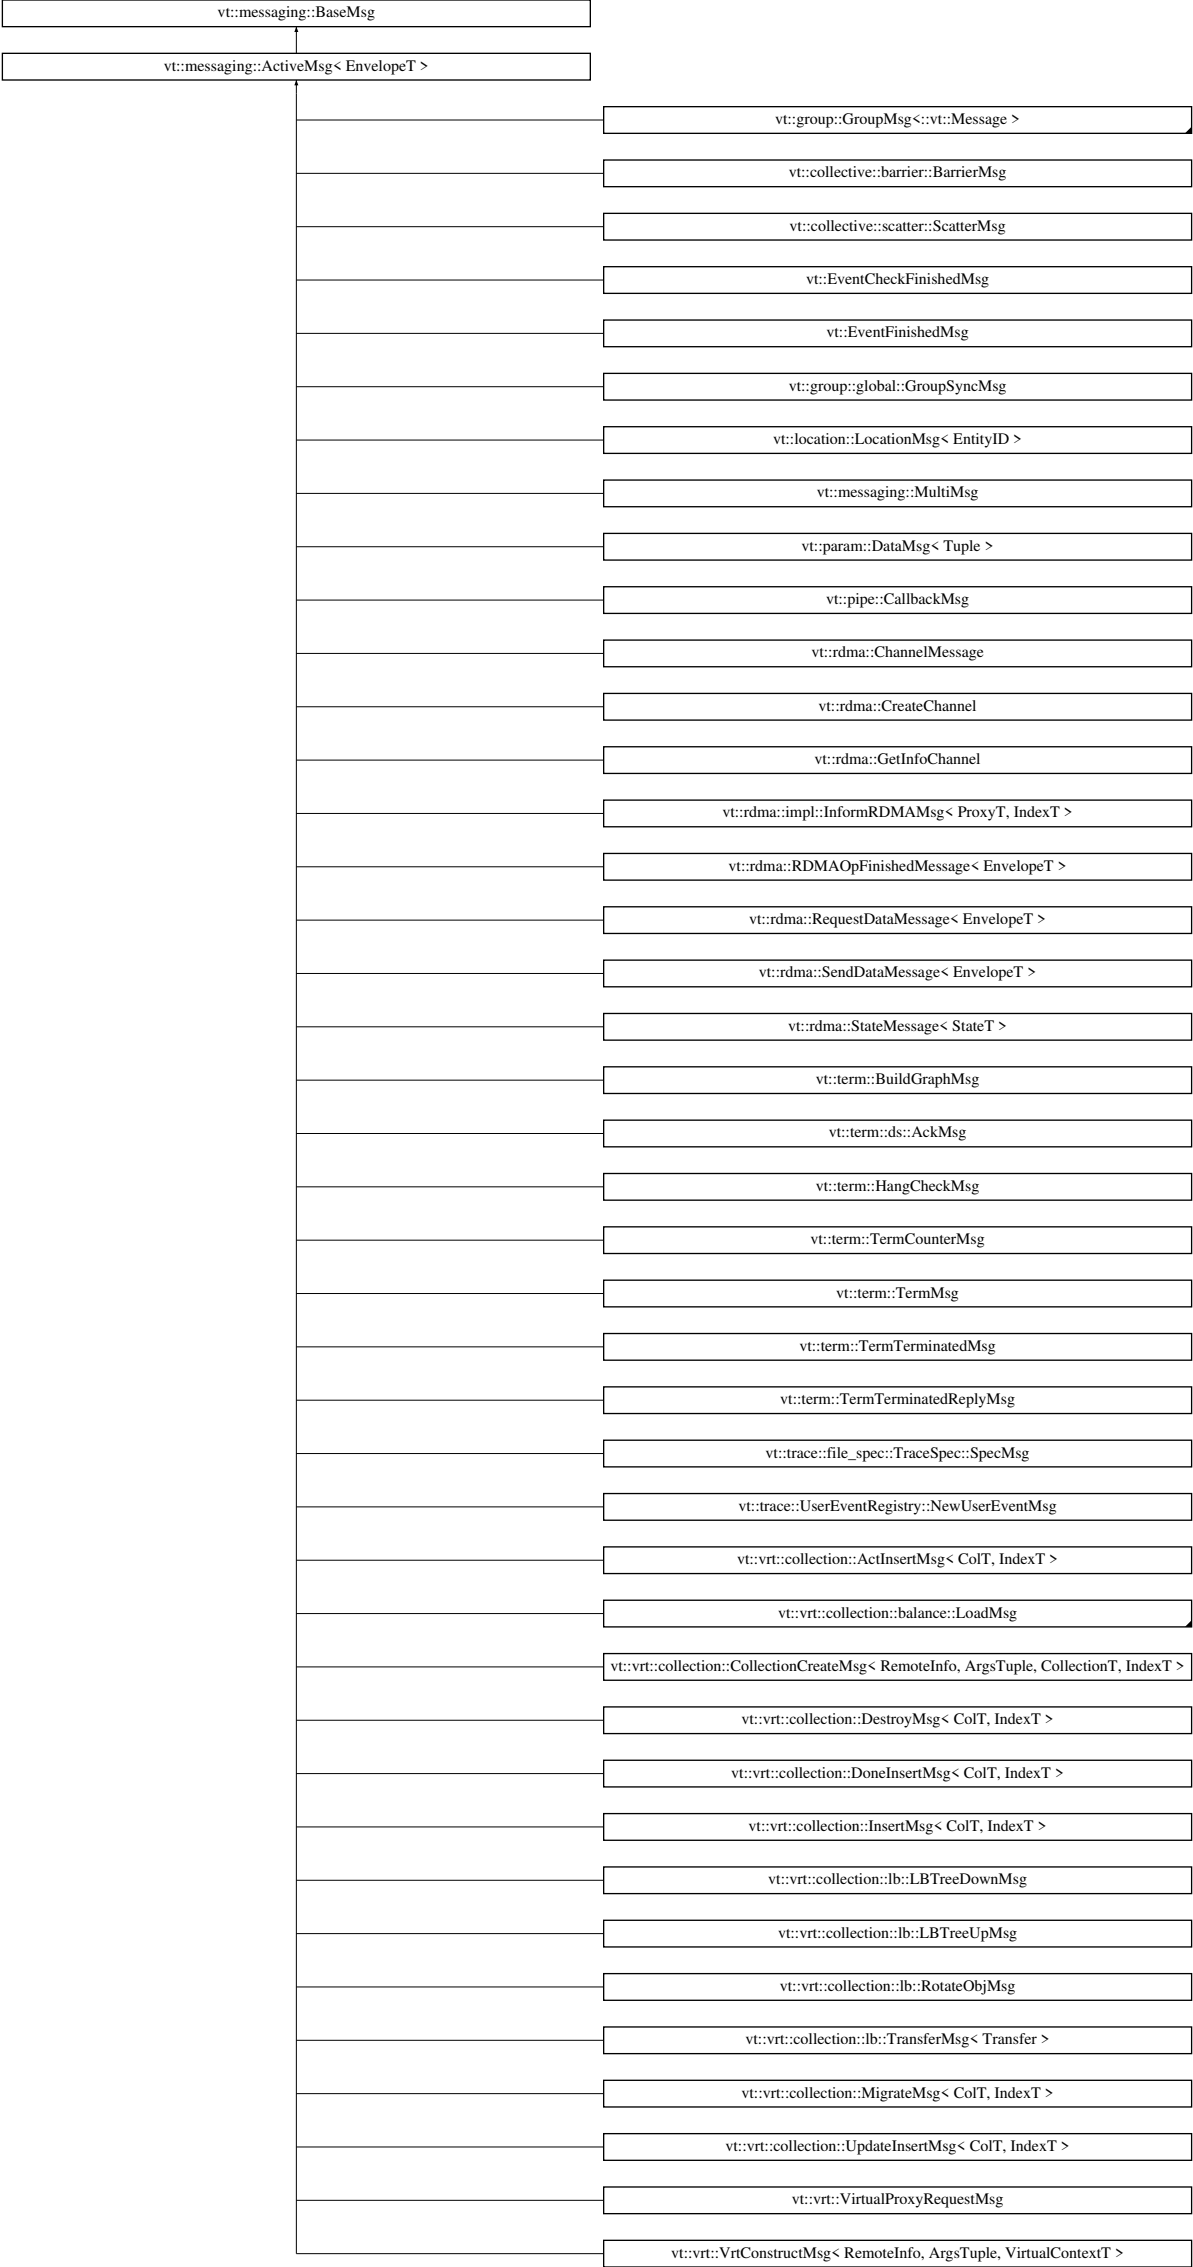 vt::messaging::BaseMsg
vt::messaging::ActiveMsg< EnvelopeT >
vt::group::GroupMsg<::vt::Message >
vt::collective::barrier::BarrierMsg
vt::collective::scatter::ScatterMsg
vt::EventCheckFinishedMsg
vt::EventFinishedMsg
vt::group::global::GroupSyncMsg
vt::location::LocationMsg< EntityID >
vt::messaging::MultiMsg
vt::param::DataMsg< Tuple >
vt::pipe::CallbackMsg
vt::rdma::ChannelMessage
vt::rdma::CreateChannel
vt::rdma::GetInfoChannel
vt::rdma::impl::InformRDMAMsg< ProxyT, IndexT >
vt::rdma::RDMAOpFinishedMessage< EnvelopeT >
vt::rdma::RequestDataMessage< EnvelopeT >
vt::rdma::SendDataMessage< EnvelopeT >
vt::rdma::StateMessage< StateT >
vt::term::BuildGraphMsg
vt::term::ds::AckMsg
vt::term::HangCheckMsg
vt::term::TermCounterMsg
vt::term::TermMsg
vt::term::TermTerminatedMsg
vt::term::TermTerminatedReplyMsg
vt::trace::file_spec::TraceSpec::SpecMsg
vt::trace::UserEventRegistry::NewUserEventMsg
vt::vrt::collection::ActInsertMsg< ColT, IndexT >
vt::vrt::collection::balance::LoadMsg
vt::vrt::collection::CollectionCreateMsg< RemoteInfo, ArgsTuple, CollectionT, IndexT >
vt::vrt::collection::DestroyMsg< ColT, IndexT >
vt::vrt::collection::DoneInsertMsg< ColT, IndexT >
vt::vrt::collection::InsertMsg< ColT, IndexT >
vt::vrt::collection::lb::LBTreeDownMsg
vt::vrt::collection::lb::LBTreeUpMsg
vt::vrt::collection::lb::RotateObjMsg
vt::vrt::collection::lb::TransferMsg< Transfer >
vt::vrt::collection::MigrateMsg< ColT, IndexT >
vt::vrt::collection::UpdateInsertMsg< ColT, IndexT >
vt::vrt::VirtualProxyRequestMsg
vt::vrt::VrtConstructMsg< RemoteInfo, ArgsTuple, VirtualContextT >